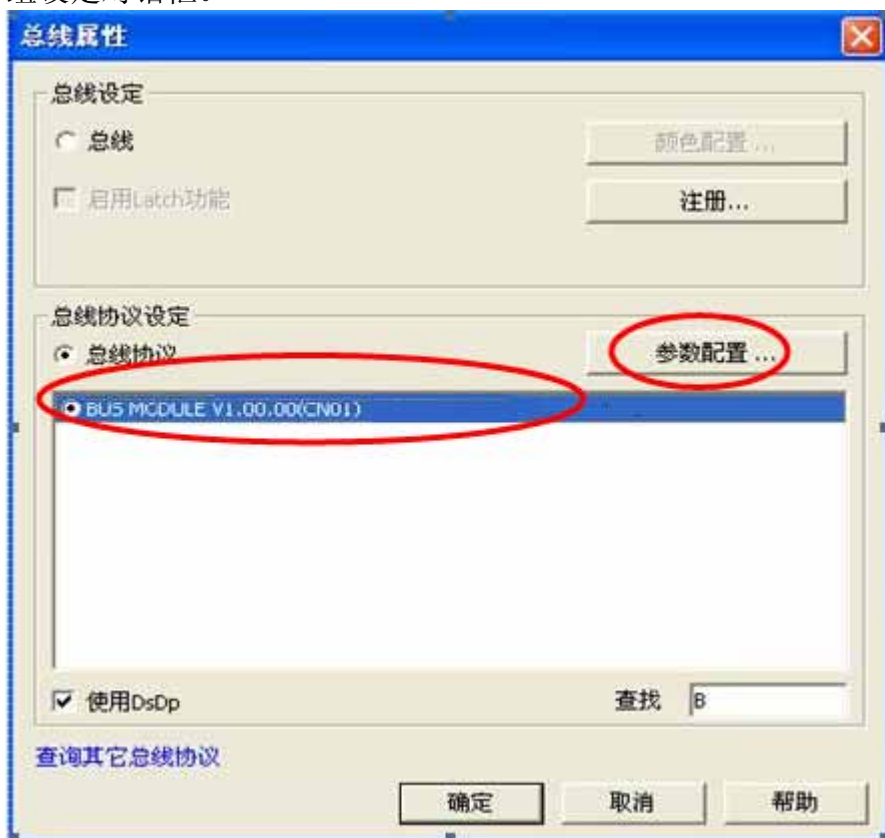 总线属性
总线设定
总线
颜色配置 ...
启用Latch功能
注册...
总线协议设定
总线协议
参数配置 ...
BUS MODULE V1.00.00(CN01)
使用DsDp
查找 B
查询其它总线协议
确定 取消 帮助